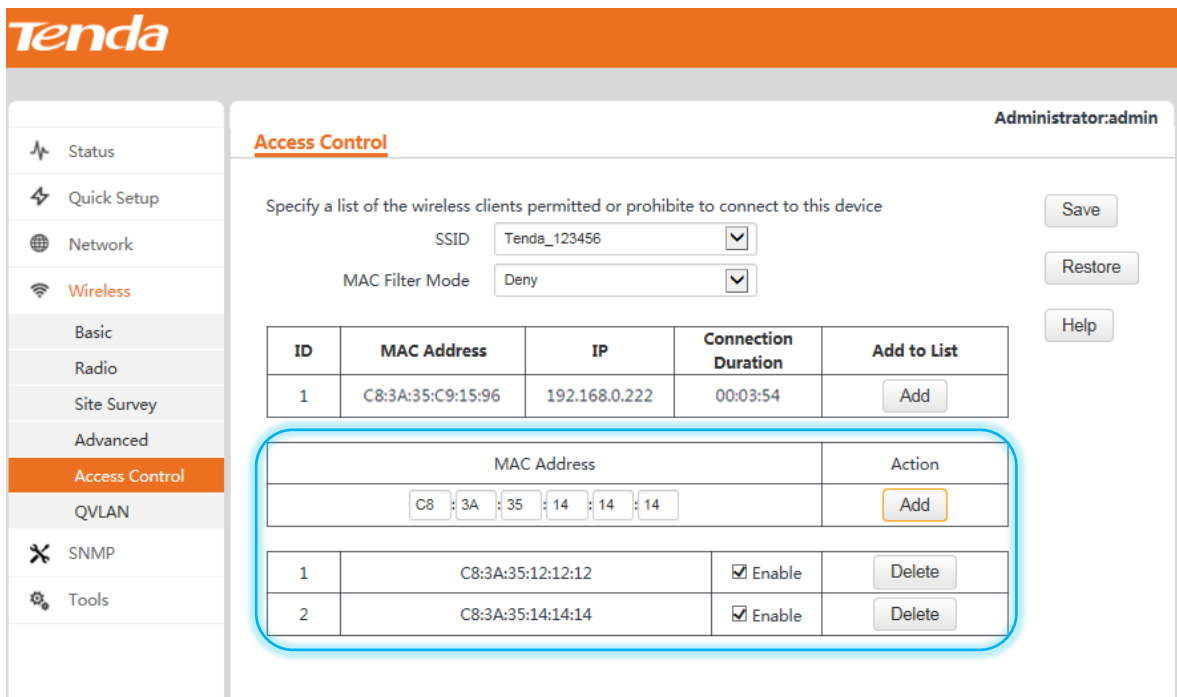 Tenda
Administrator:admin
Access Control
Status
Quick Setup
Network
Wireless
Basic
Radio
Site Survey
Advanced
Access Control
QVLAN
SNMP
Tools
Specify a list of the wireless clients permitted or prohibite to connect to this device
SSID Tenda_123456
MAC Filter Mode Deny
Save
Restore
Help
ID MAC Address IP Connection Duration Add to List
1 C8:3A:35:C9:15:96 192.168.0.222 00:03:54 Add
MAC Address Action
C8 : 3A : 35 : 14 : 14 : 14 Add
1 C8:3A:35:12:12:12 Enable Delete
2 C8:3A:35:14:14:14 Enable Delete